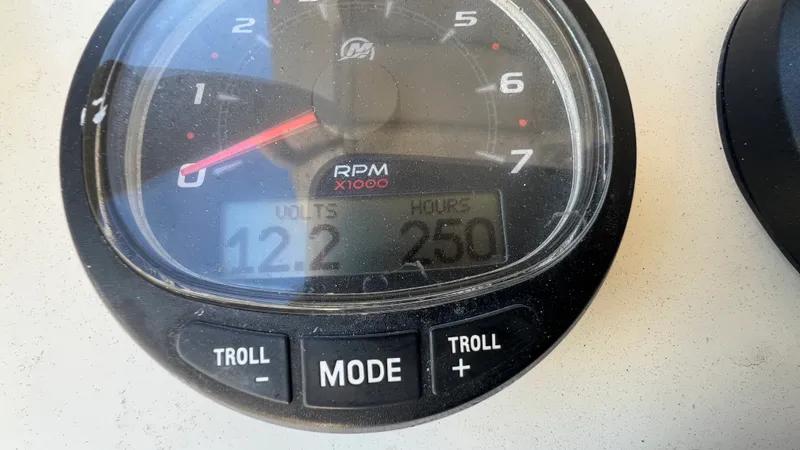 2
5
1
6
0
7
RPM
X1000
VOLTS HOURS
12.2 250
TROLL -
MODE
TROLL +